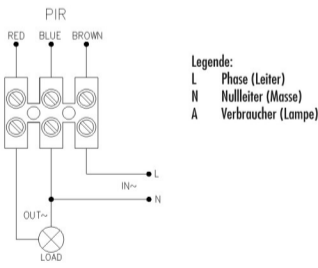 PIR
RED BLUE BROWN
Legende:
L Phase (Leiter)
N Nullleiter (Masse)
A Verbraucher (Lampe)
L
IN~
N
OUT~
LOAD